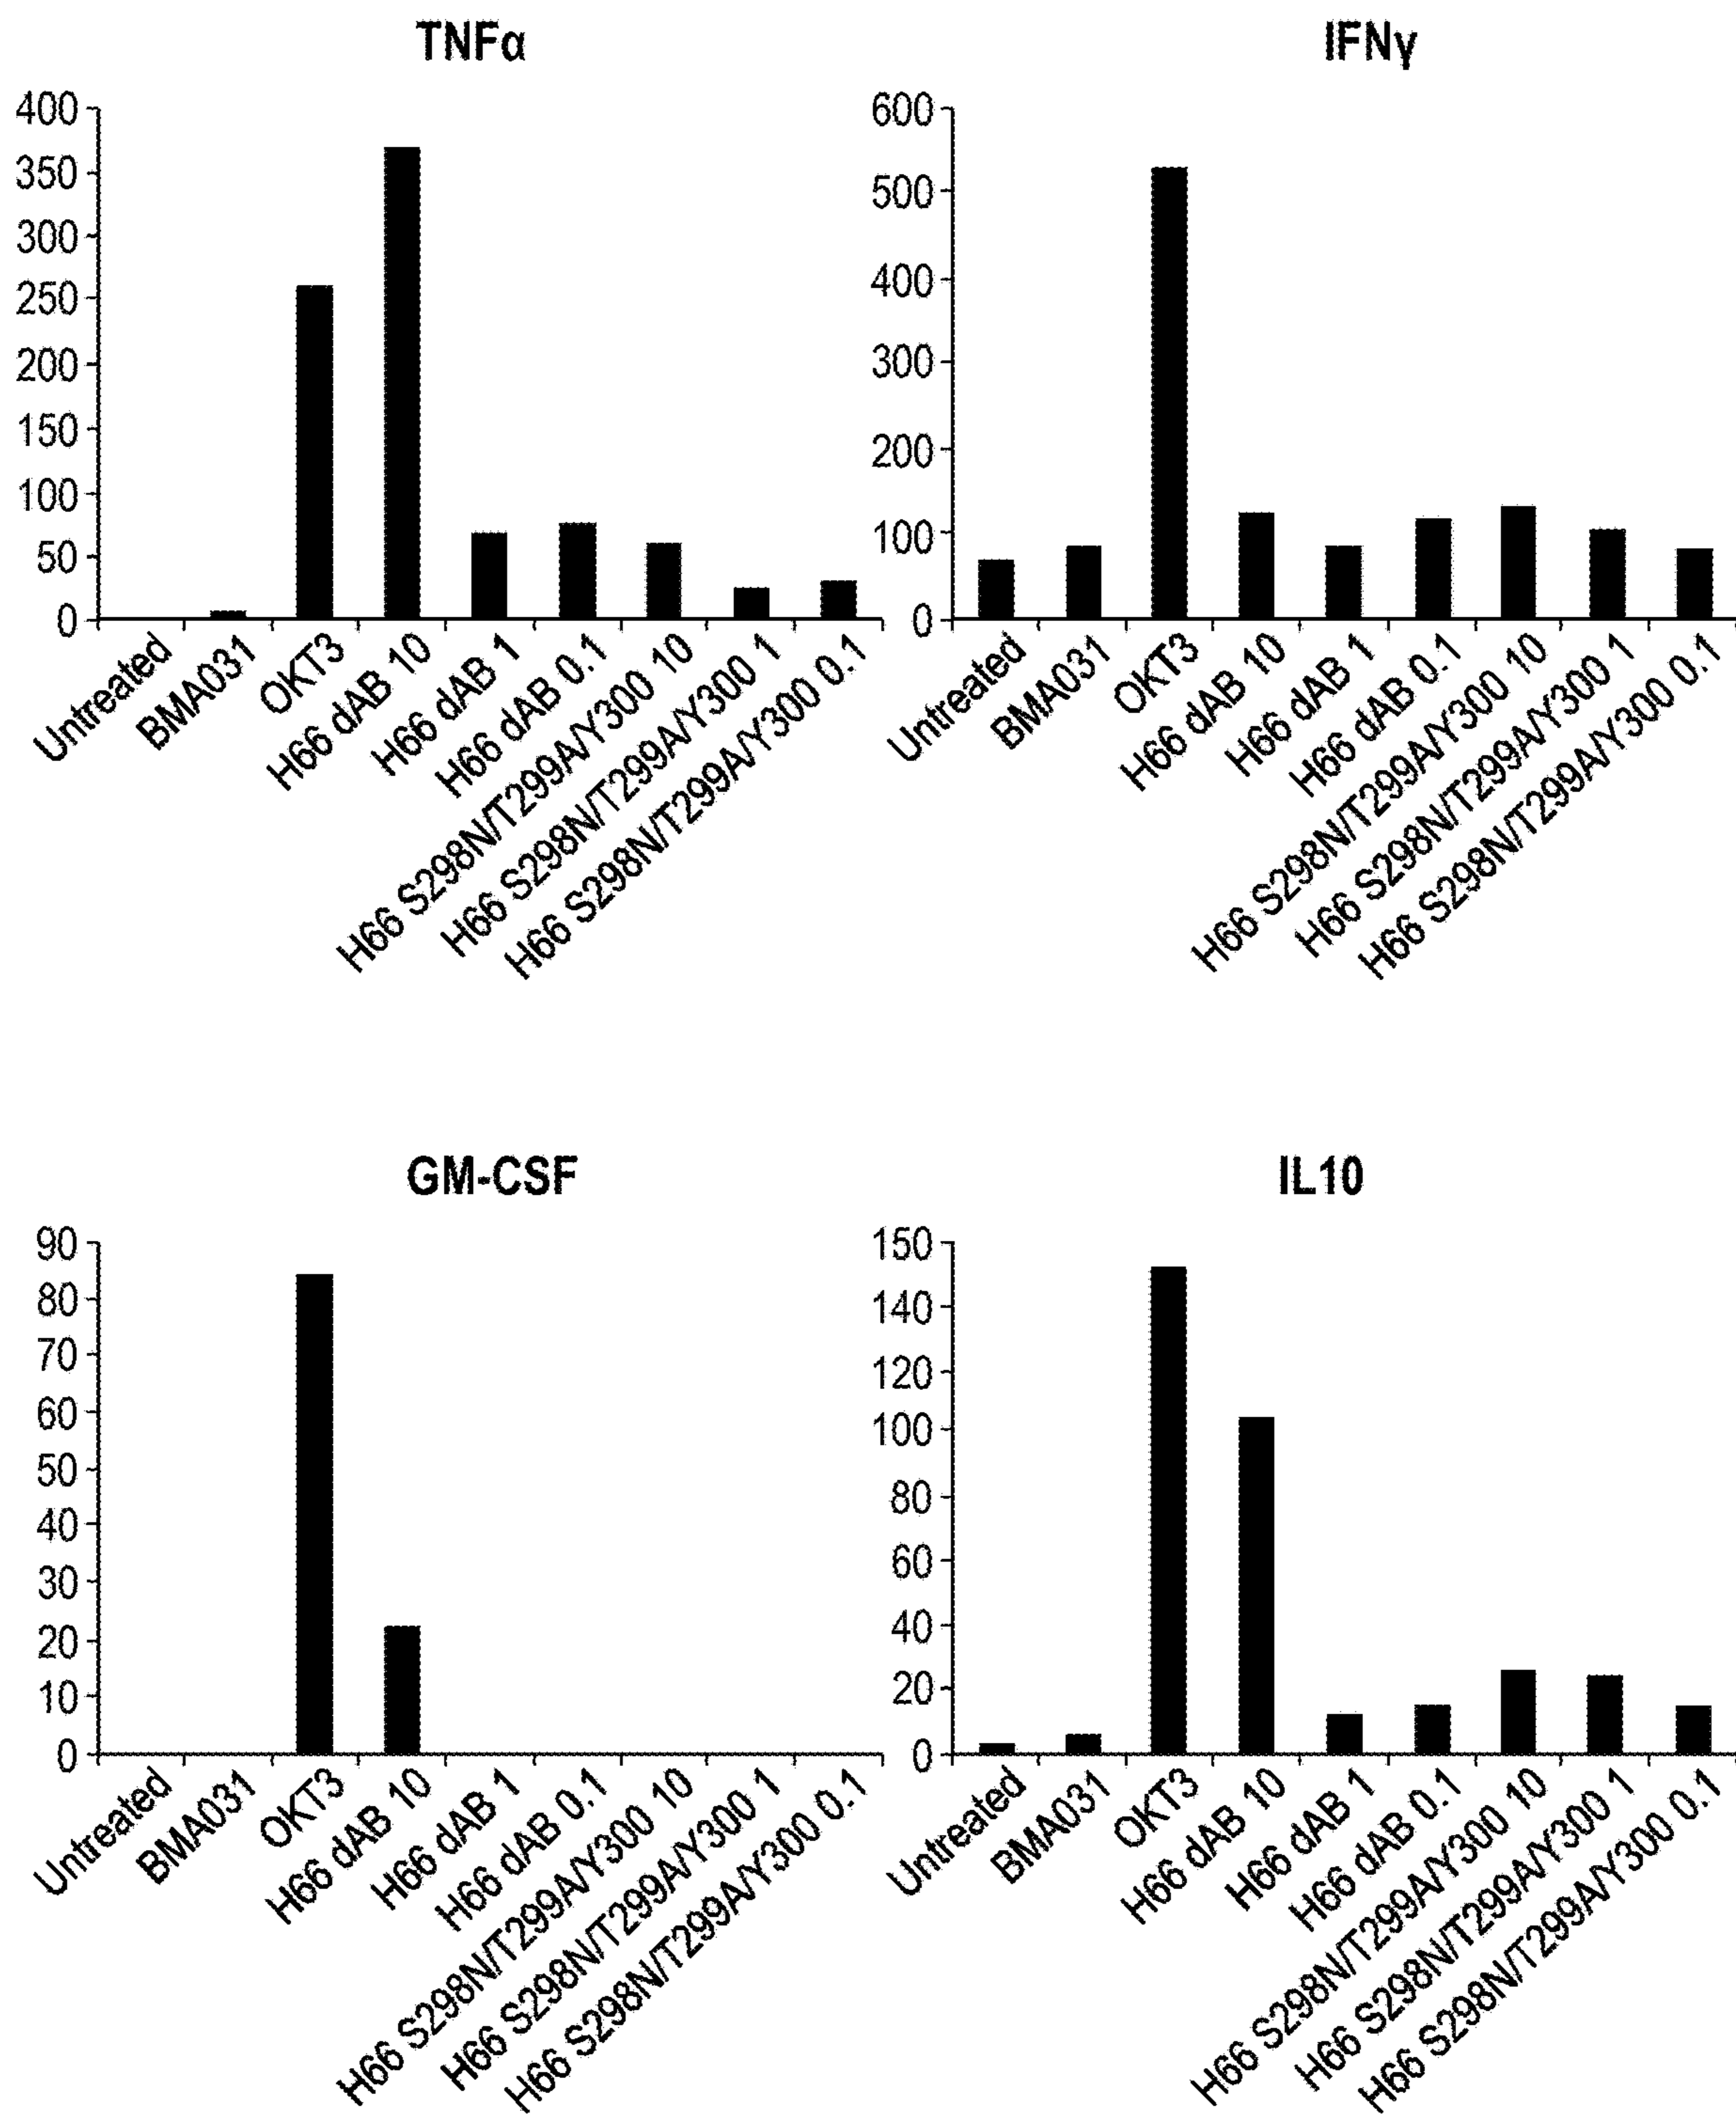 TNFα
400
350
300
250
200
150
100
50
0
Untreated
BMA031
OKT3
H66 dAB 10
H66 dAB 1
H66 dAB 0.1
H66 S298N/T299A/Y300 10
H66 S298N/T299A/Y300 1
H66 S298N/T299A/Y300 0.1
IFNγ
600
500
400
300
200
100
0
Untreated
BMA031
OKT3
H66 dAB 10
H66 dAB 1
H66 dAB 0.1
H66 S298N/T299A/Y300 10
H66 S298N/T299A/Y300 1
H66 S298N/T299A/Y300 0.1
GM-CSF
90
80
70
60
50
40
30
20
10
0
Untreated
BMA031
OKT3
H66 dAB 10
H66 dAB 1
H66 dAB 0.1
H66 S298N/T299A/Y300 10
H66 S298N/T299A/Y300 1
H66 S298N/T299A/Y300 0.1
IL10
150
140
120
100
80
60
40
20
0
Untreated
BMA031
OKT3
H66 dAB 10
H66 dAB 1
H66 dAB 0.1
H66 S298N/T299A/Y300 10
H66 S298N/T299A/Y300 1
H66 S298N/T299A/Y300 0.1